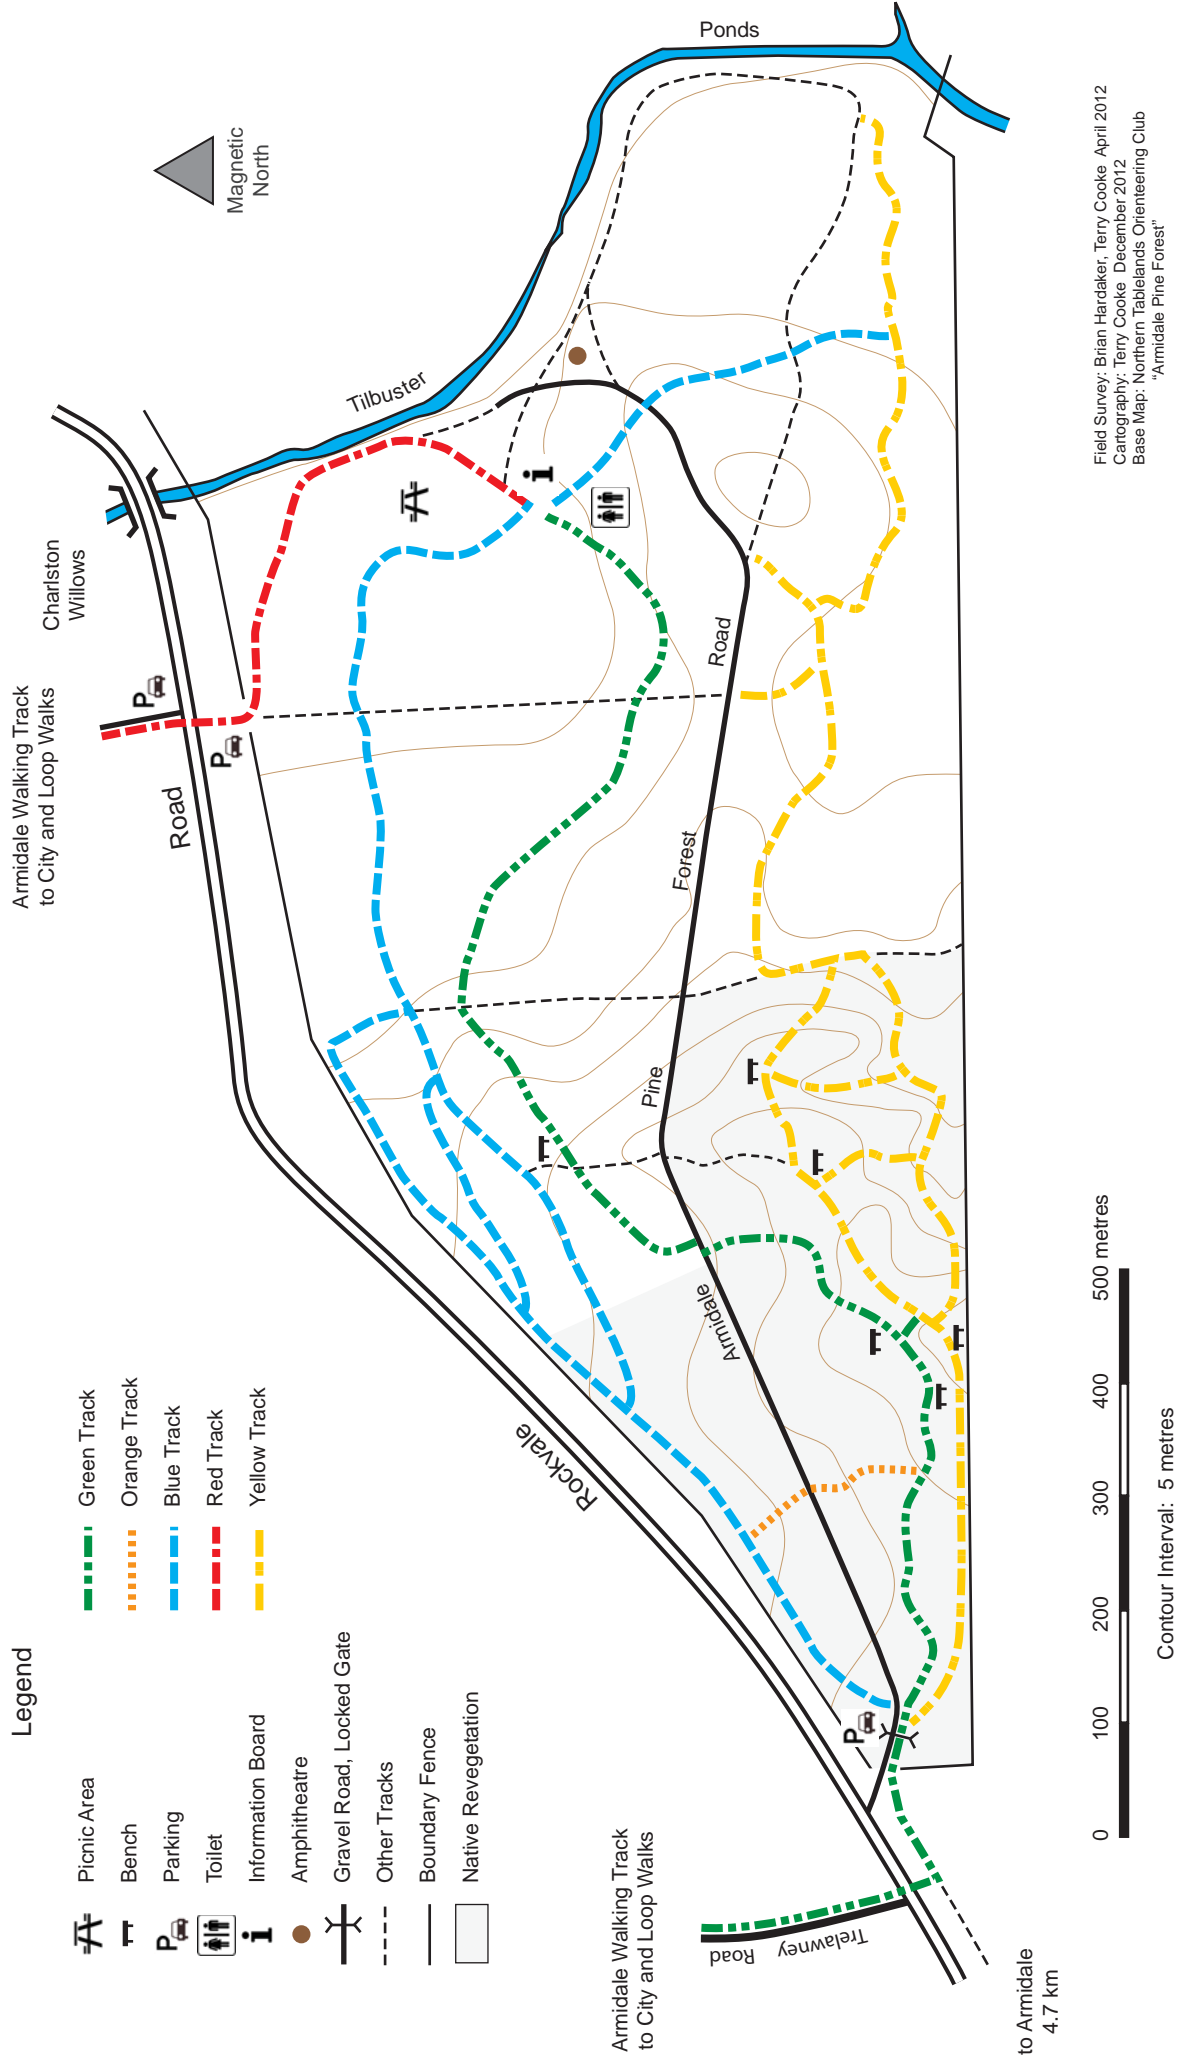 Legend
Picnic Area
Bench
Parking
Toilet
Information Board
Amphitheatre
Gravel Road, Locked Gate
Other Tracks
Boundary Fence
Native Revegetation
Green Track
Orange Track
Blue Track
Red Track
Yellow Track
Armidale Walking Track
to City and Loop Walks
Charlston
Willows
Magnetic
North
Road
P
P
Tilbuster
Ponds
i
Rockvale
Armidale
Pine
Forest
Road
P
Armidale Walking Track
to City and Loop Walks
Road
Trelawney
to Armidale
4.7 km
0
100
200
300
400
500 metres
Contour Interval: 5 metres
Field Survey: Brian Hardaker, Terry Cooke April 2012
Cartography: Terry Cooke December 2012
Base Map: Northern Tablelands Orienteering Club
“Armidale Pine Forest”
P
i